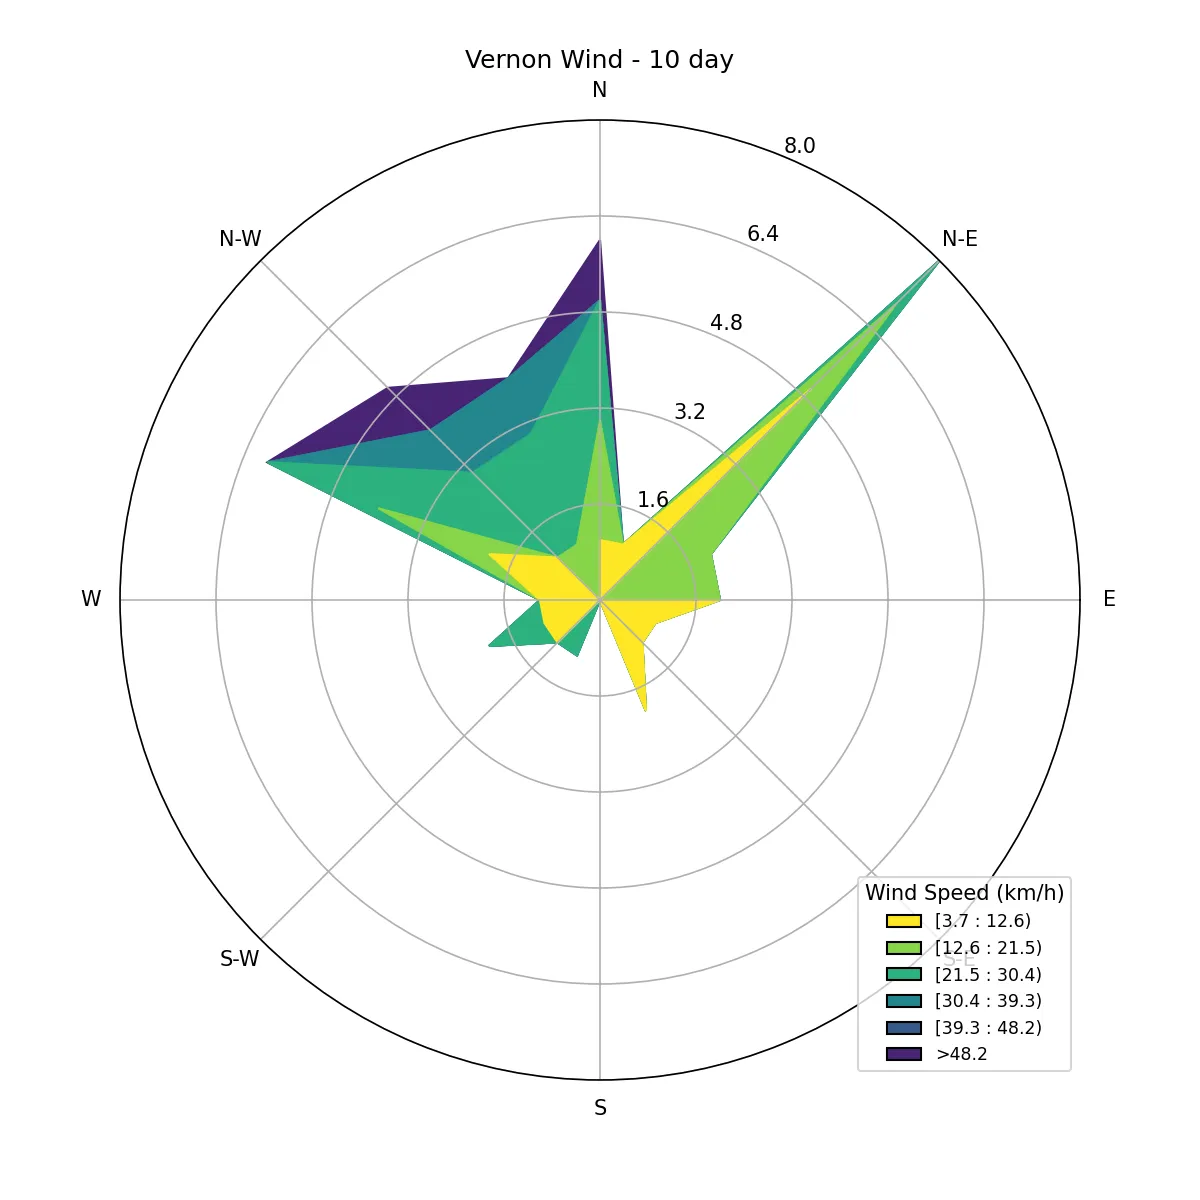 Vernon Wind - 10 day
N
8.0
N-W
6.4
N-E
4.8
3.2
1.6
W
E
S-W
S-E
S
Wind Speed (km/h)
[3.7 : 12.6)
[12.6 : 21.5)
[21.5 : 30.4)
[30.4 : 39.3)
[39.3 : 48.2)
>48.2